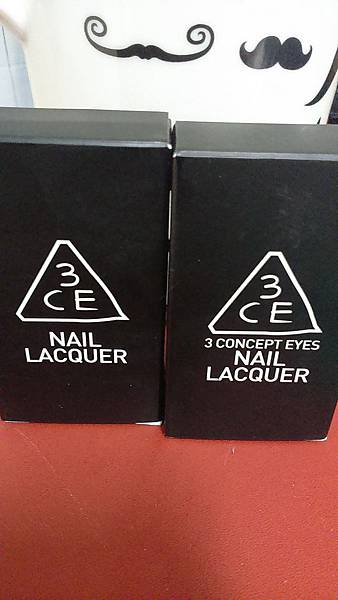 3
CE
NAIL
LACQUER
3
CE
3 CONCEPT EYES
NAIL
LACQUER